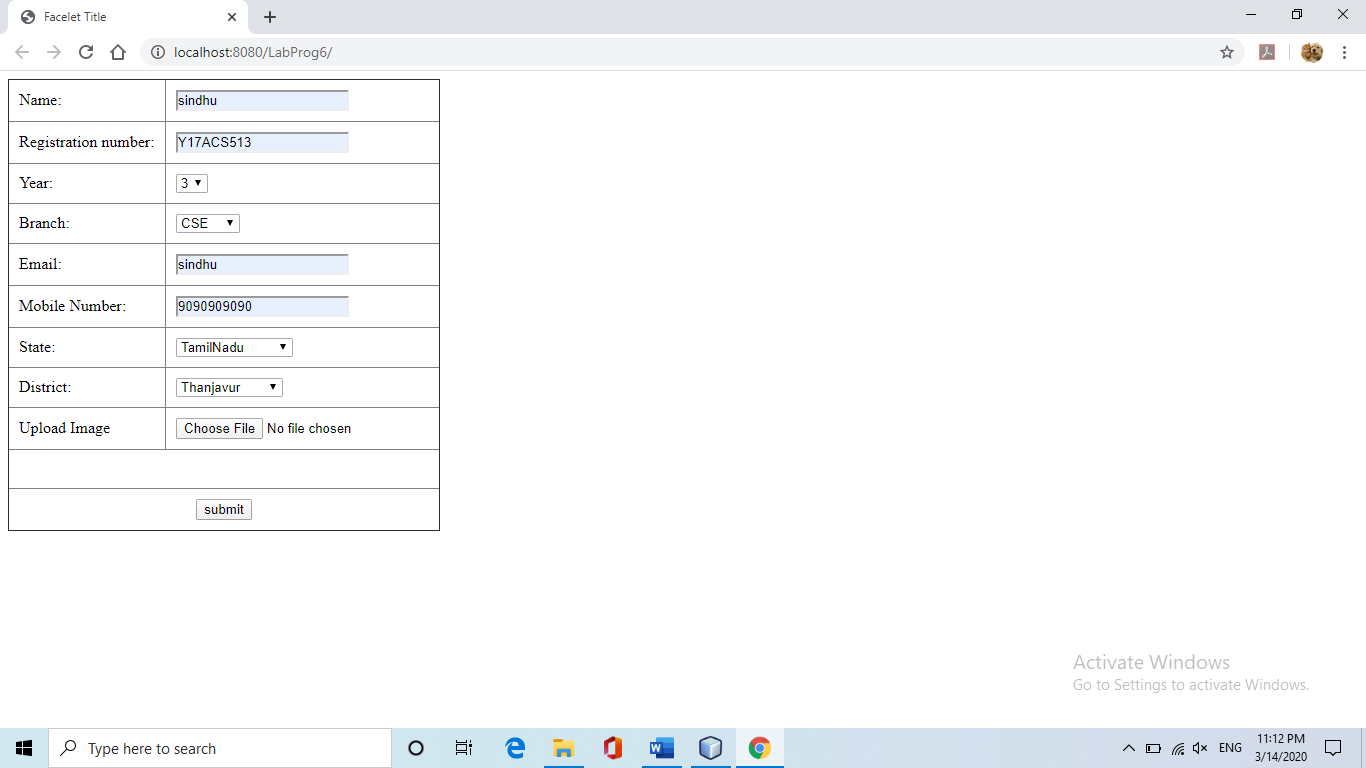 Facelet Title
localhost:8080/LabProg6/
Name: sindhu
Registration number: Y17ACS513
Year: 3
Branch: CSE
Email: sindhu
Mobile Number: 9090909090
State: TamilNadu
District: Thanjavur
Upload Image Choose File No file chosen
submit
Activate Windows
Go to Settings to activate Windows.
Type here to search
ENG
11:12 PM
3/14/2020